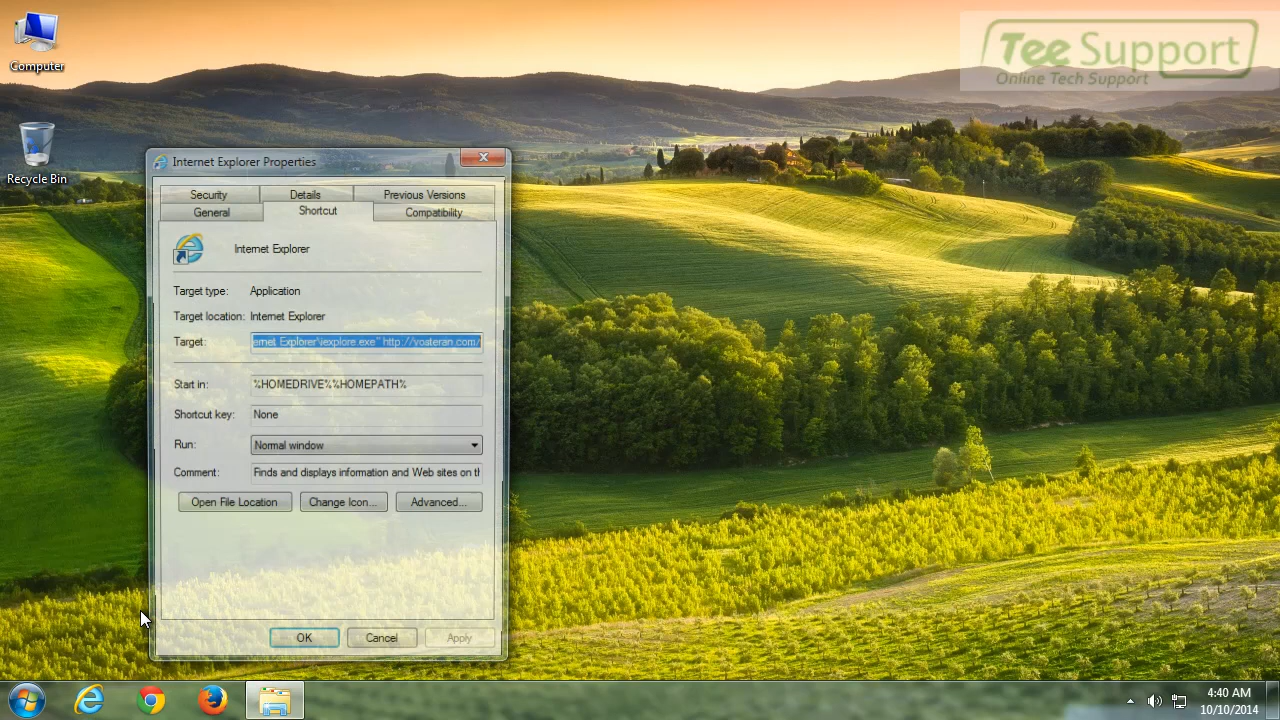 Computer
Recycle Bin
Tee Support
Online Tech Support
Internet Explorer Properties
Security Details Previous Versions
General Shortcut Compatibility
Internet Explorer
Target type: Application
Target location: Internet Explorer
Target: ernet Explorer\iexplore.exe" http://yoateran.com/
Start in: %HOMEDRIVE%%HOMEPATH%
Shortcut key: None
Run: Normal window
Comment: Finds and displays information and Web sites on th
Open File Location Change Icon... Advanced...
OK Cancel Apply
4:40 AM
10/10/2014